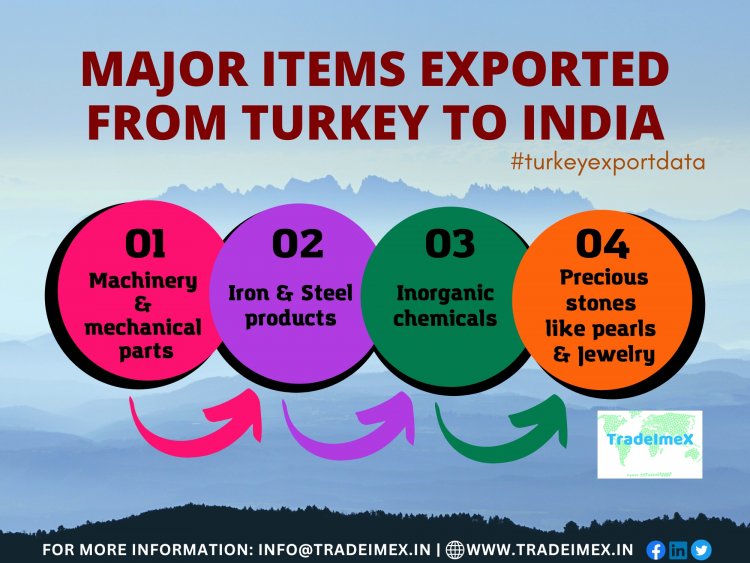 MAJOR ITEMS EXPORTED
FROM TURKEY TO INDIA
#turkeyexportdata
01
Machinery
&
mechanical
parts
02
Iron & Steel
products
03
Inorganic
chemicals
04
Precious
stones
like pearls
& Jewelry
TradeImeX
FOR MORE INFORMATION: INFO@TRADEIMEX.IN | WWW.TRADEIMEX.IN